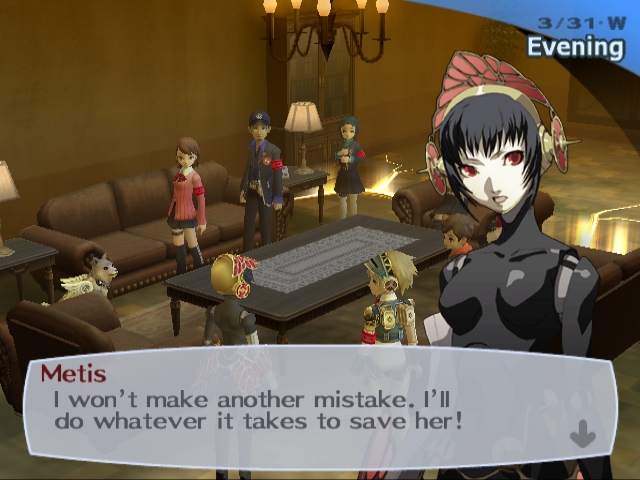 3/31・W
Evening
Metis
I won't make another mistake. I'll
do whatever it takes to save her!